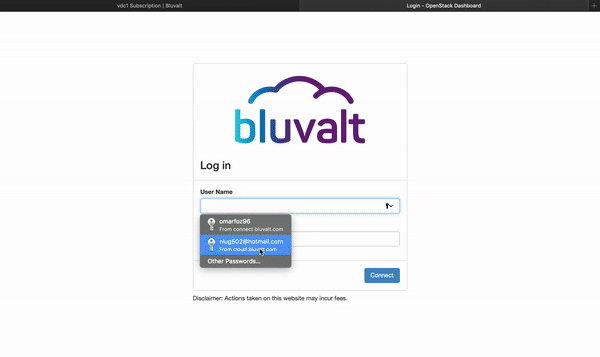 vdc1 Subscription | Bluvalt
Login - OpenStack Dashboard
bluvalt
Log in
User Name
omarfoz96
From connect.bluvalt.com
nlug502@hotmail.com
From cloud.bluvalt.com
Other Passwords...
Connect
Disclaimer: Actions taken on this website may incur fees.